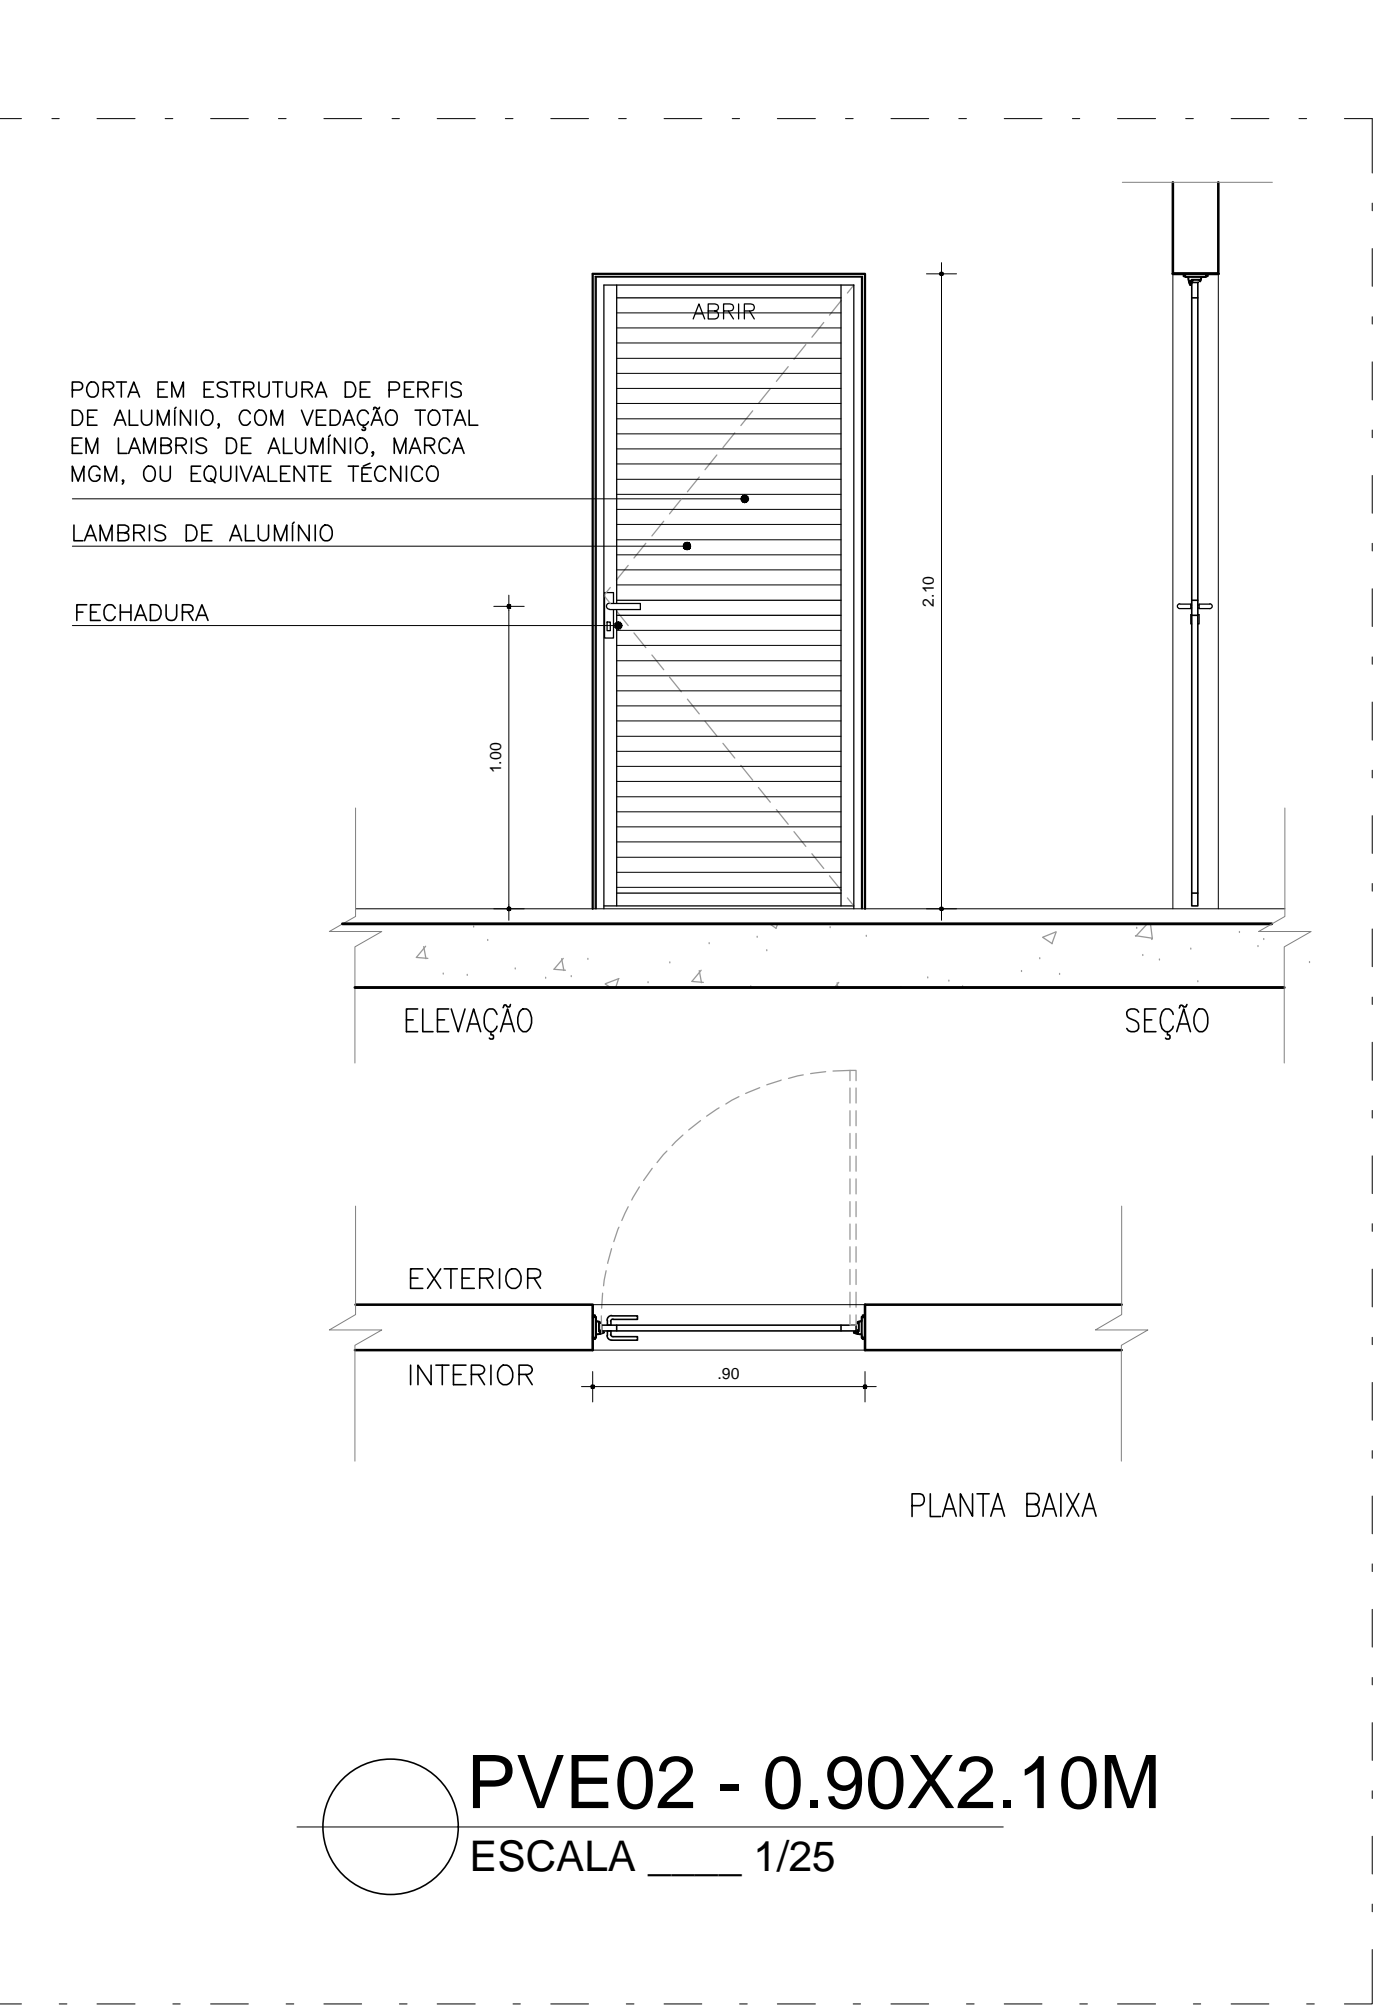 ABRIR
PORTA EM ESTRUTURA DE PERFIS
DE ALUMÍNIO, COM VEDAÇÃO TOTAL
EM LAMBRIS DE ALUMÍNIO, MARCA
MGM, OU EQUIVALENTE TÉCNICO
LAMBRIS DE ALUMÍNIO
FECHADURA
2.10
1.00
ELEVAÇÃO
SEÇÃO
EXTERIOR
INTERIOR
.90
PLANTA BAIXA
PVE02 - 0.90X2.10M
ESCALA ____ 1/25